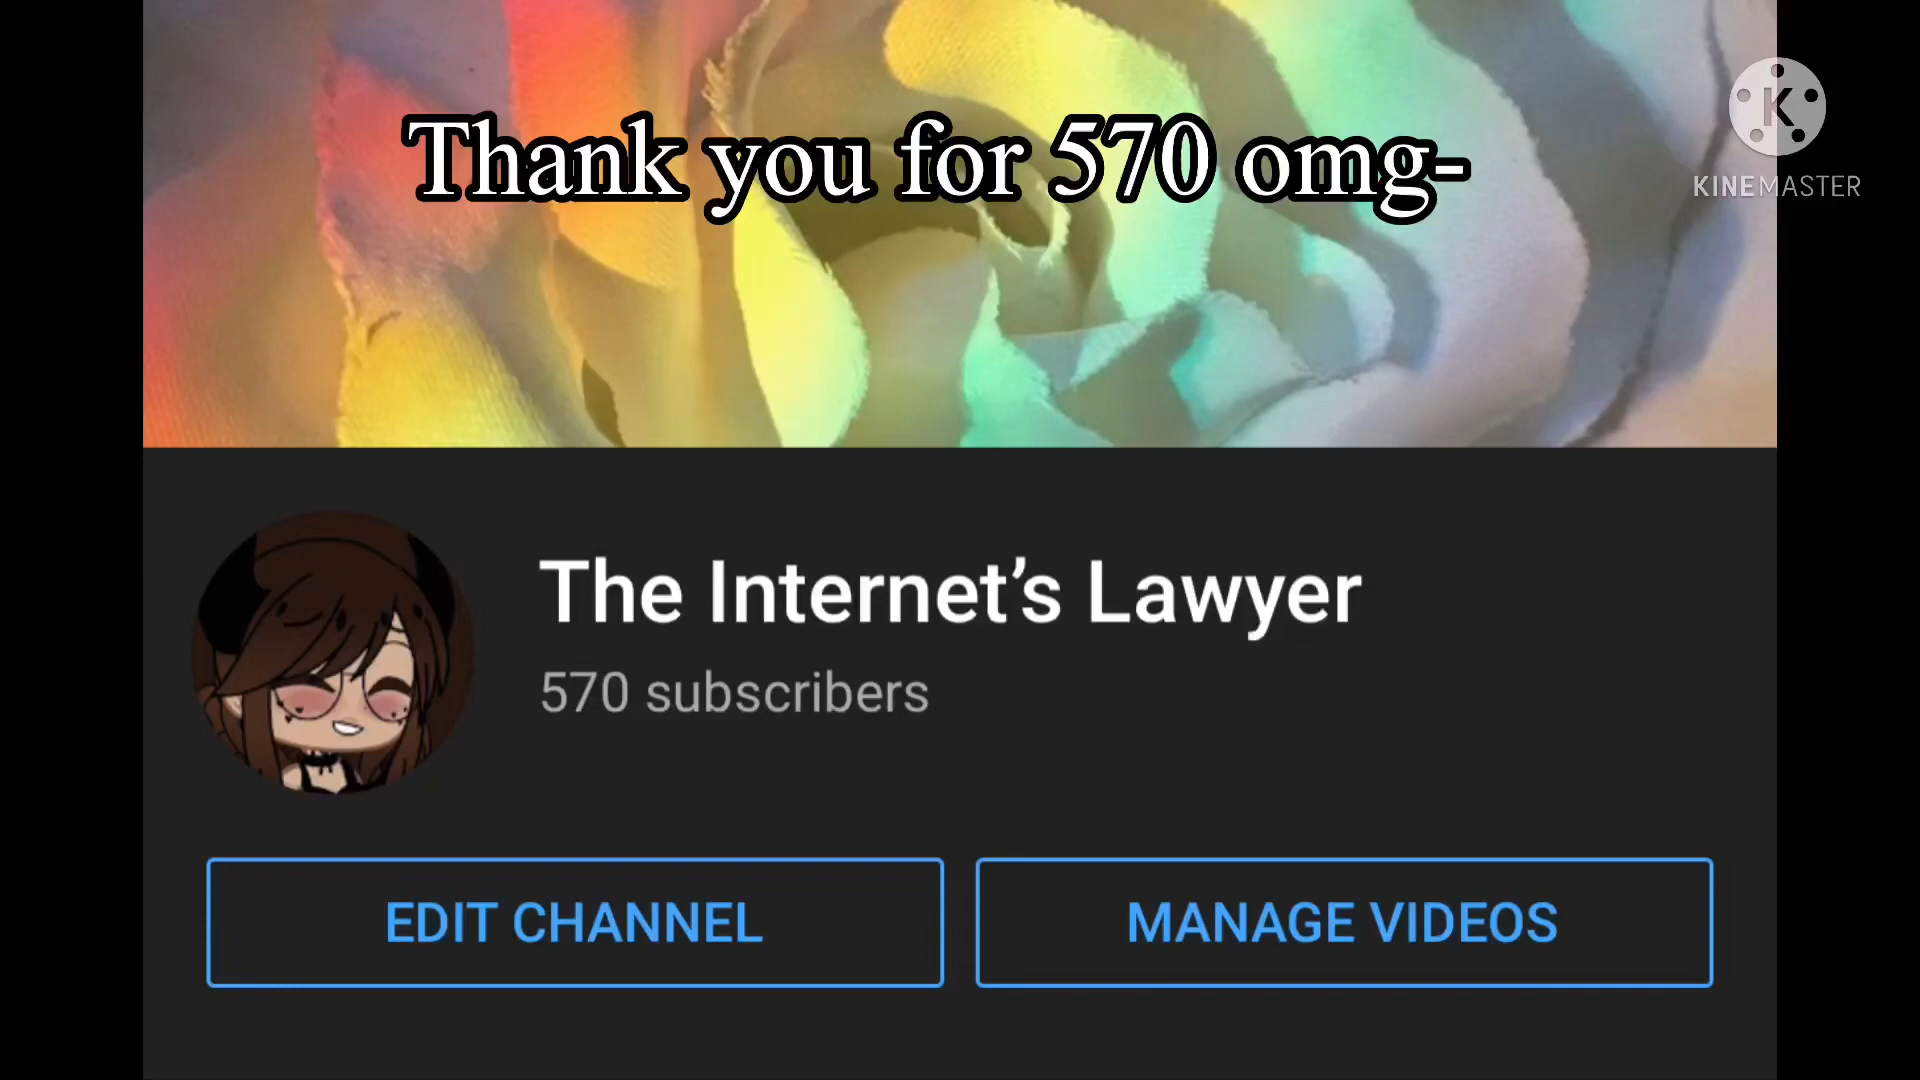 Thank you for 570 omg-
K
KINEMASTER
The Internet’s Lawyer
570 subscribers
EDIT CHANNEL
MANAGE VIDEOS